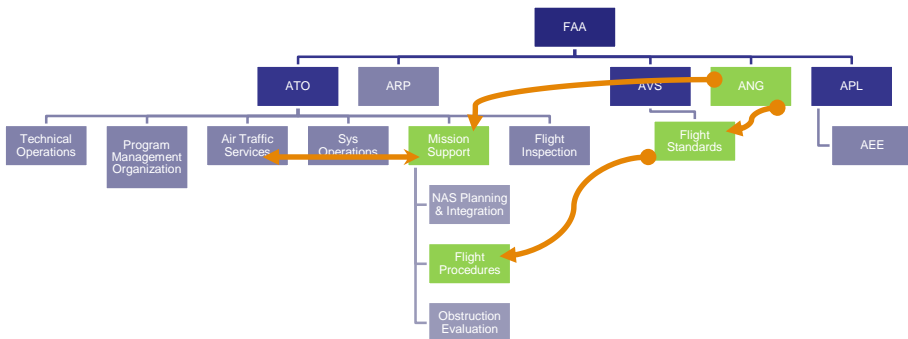 FAA
ATO
ARP
AVS
ANG
APL
Technical
Operations
Program
Management
Organization
Air Traffic
Services
Sys
Operations
Mission
Support
Flight
Inspection
Flight
Standards
AEE
NAS Planning
& Integration
Flight
Procedures
Obstruction
Evaluation